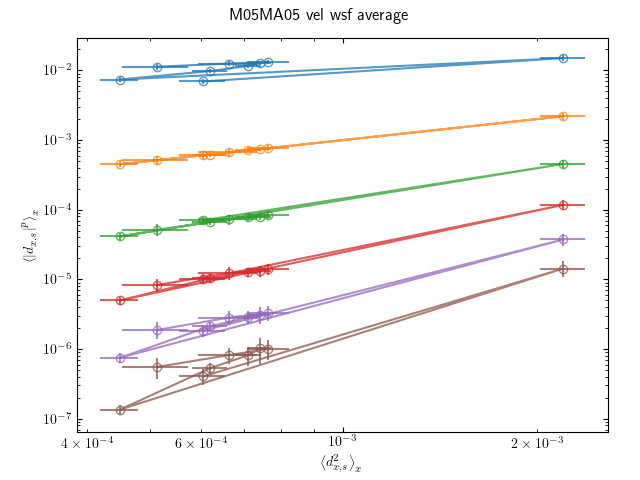 M05MA05 vel wsf average
10⁻²
10⁻³
10⁻⁴
10⁻⁵
10⁻⁶
10⁻⁷
⟨|d_{x,s}|^p⟩_x
4 × 10⁻⁴ 6 × 10⁻⁴ 10⁻³ 2 × 10⁻³
⟨d²_{x,s}⟩_x